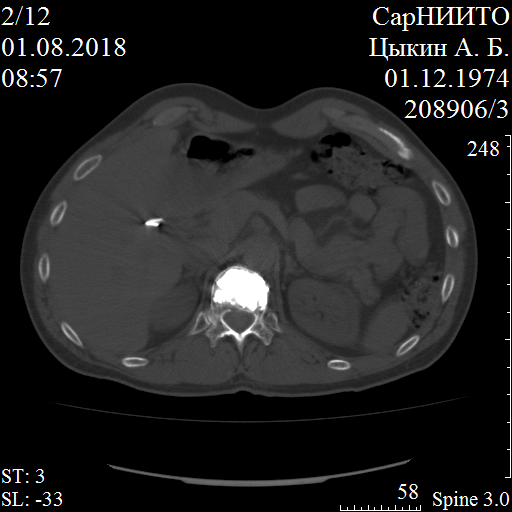 2/12
01.08.2018
08:57
СарНИИТО
Цыкин А. Б.
01.12.1974
208906/3
248
ST: 3
SL: -33
58
Spine 3.0